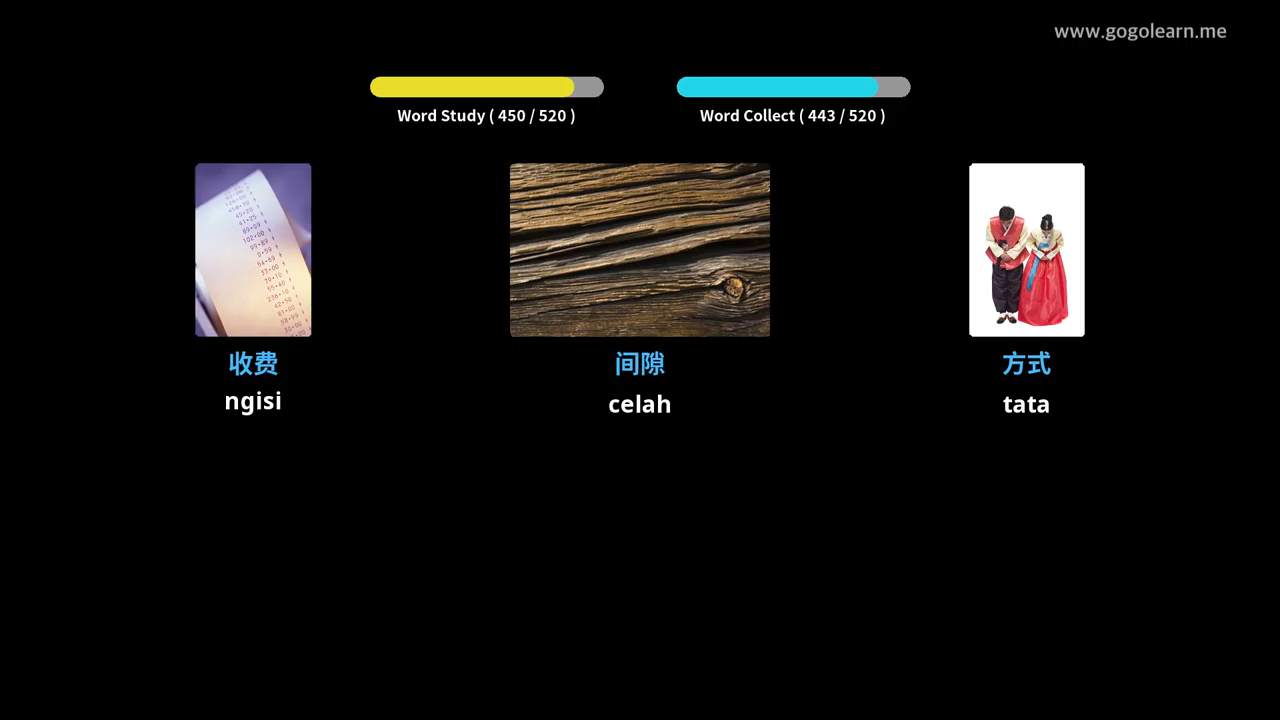 www.gogolearn.me
Word Study ( 450 / 520 )
Word Collect ( 443 / 520 )
收费
间隙
方式
ngisi
celah
tata